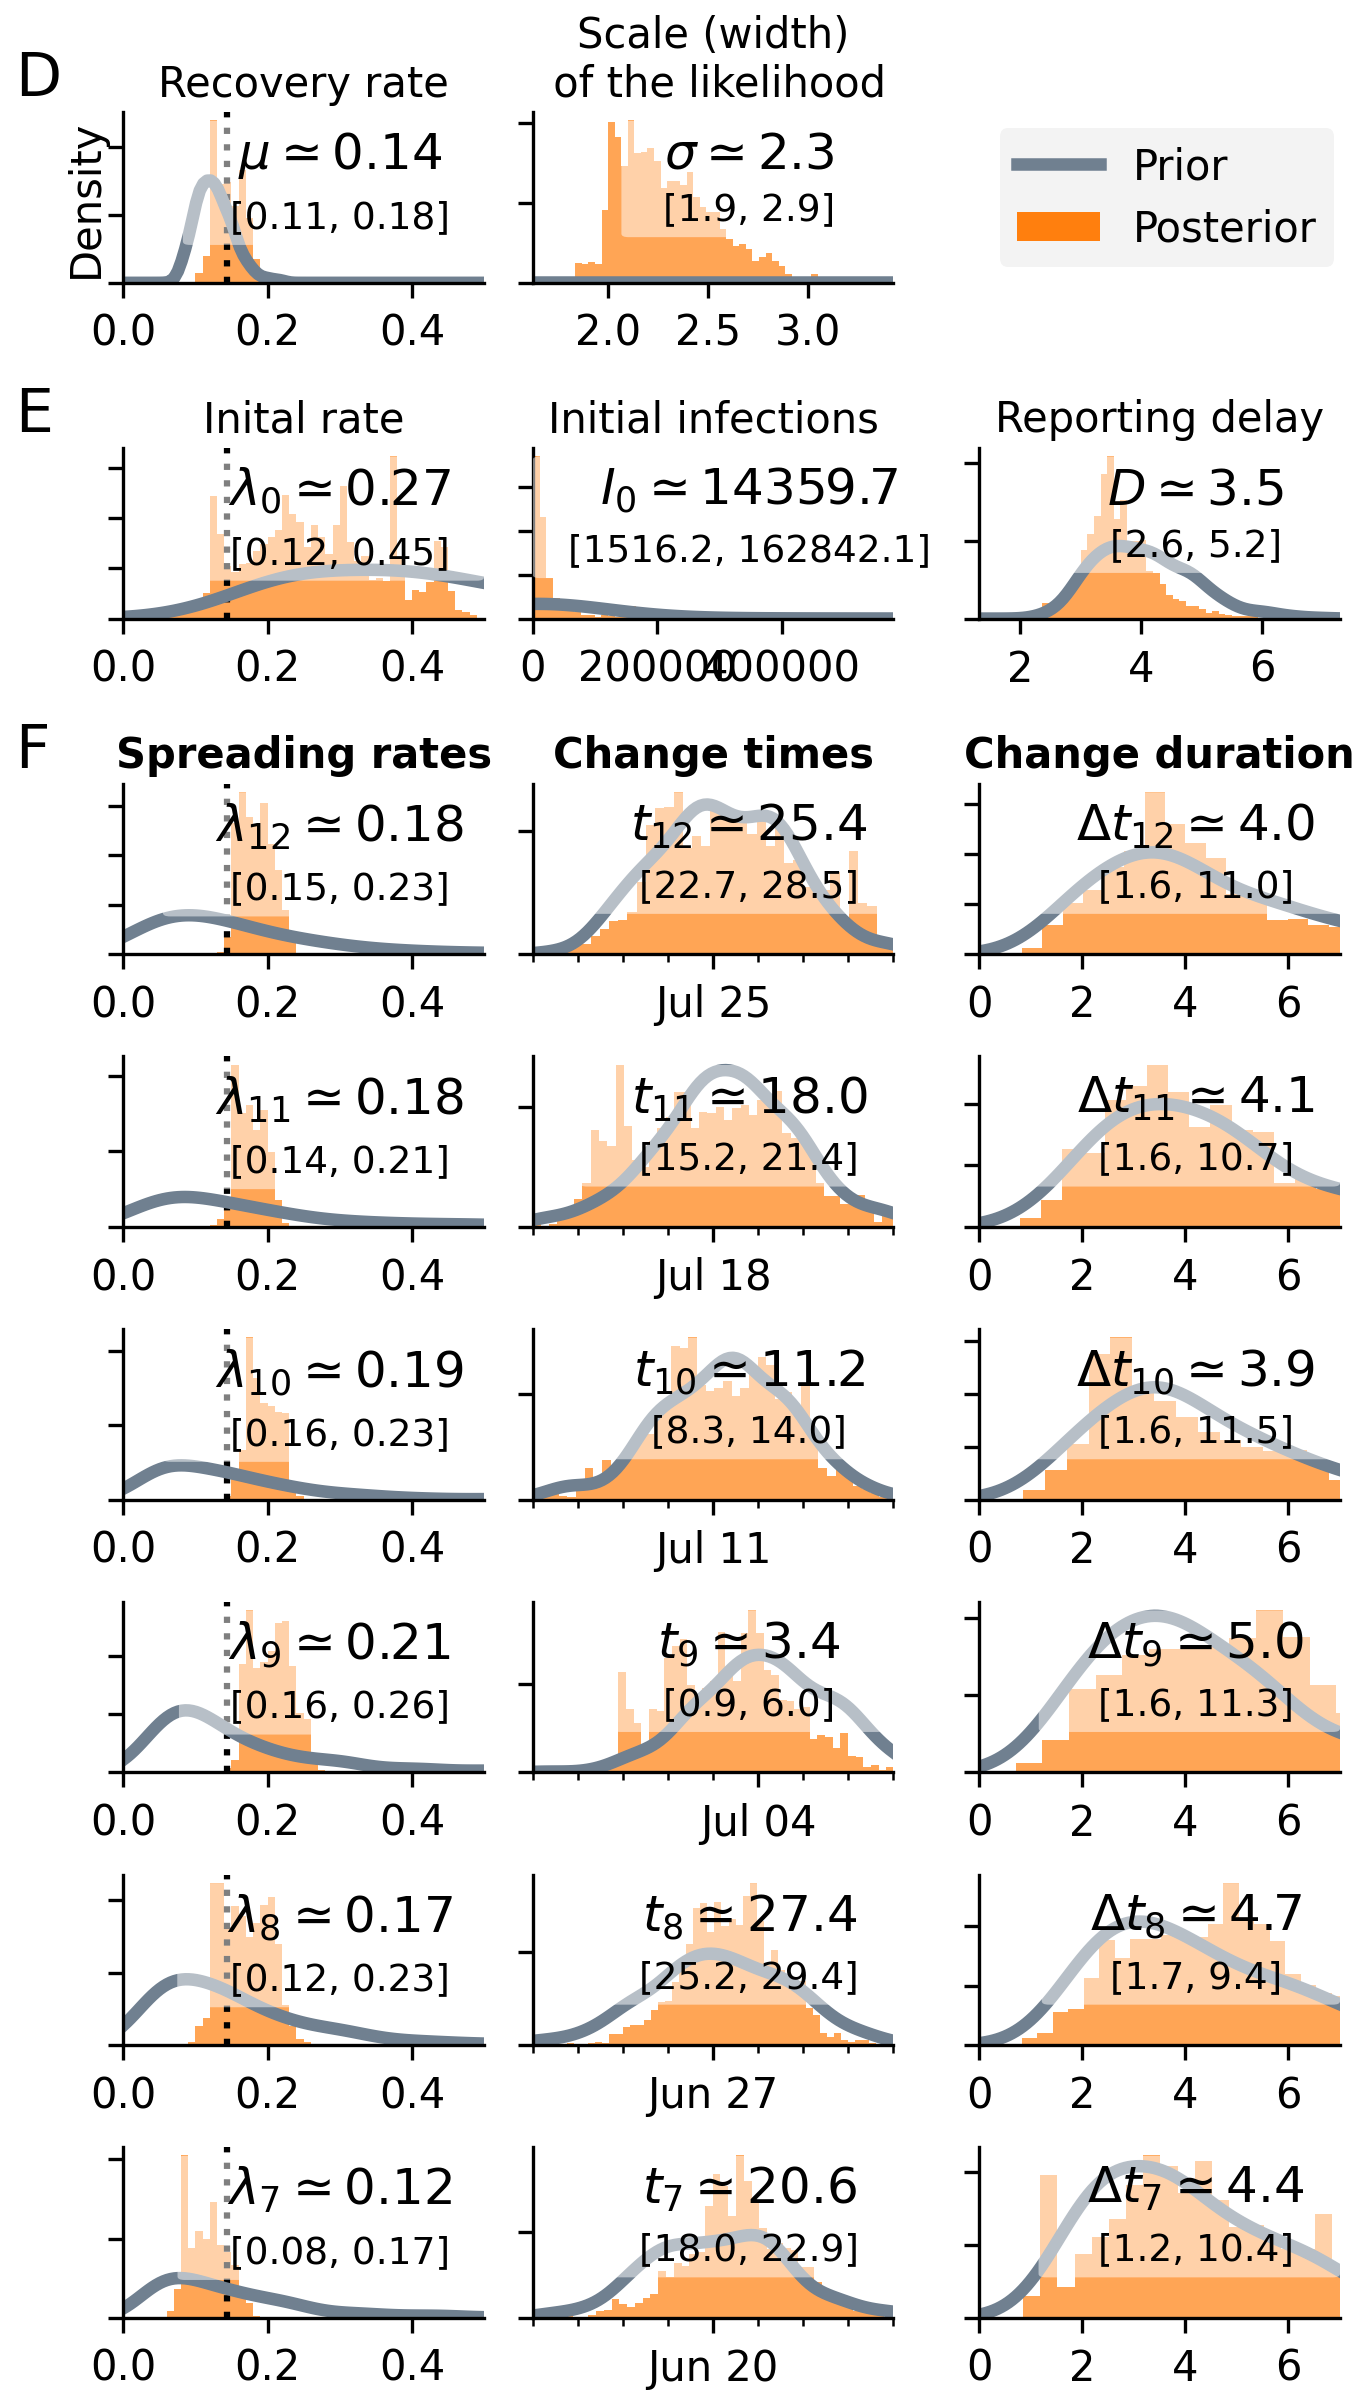 D
Recovery rate
Scale (width)
of the likelihood
Density
μ ≃ 0.14
[0.11, 0.18]
σ ≃ 2.3
[1.9, 2.9]
Prior
Posterior
0.0 0.2 0.4
2.0 2.5 3.0
E
Inital rate
Initial infections
Reporting delay
λ0 ≃ 0.27
[0.12, 0.45]
I0 ≃ 14359.7
[1516.2, 162842.1]
D ≃ 3.5
[2.6, 5.2]
0.0 0.2 0.4
0 200000 400000
2 4 6
F
Spreading rates
Change times
Change duration
λ12 ≃ 0.18
[0.15, 0.23]
t12 ≃ 25.4
[22.7, 28.5]
Δt12 ≃ 4.0
[1.6, 11.0]
0.0 0.2 0.4
Jul 25
0 2 4 6
λ11 ≃ 0.18
[0.14, 0.21]
t11 ≃ 18.0
[15.2, 21.4]
Δt11 ≃ 4.1
[1.6, 10.7]
0.0 0.2 0.4
Jul 18
0 2 4 6
λ10 ≃ 0.19
[0.16, 0.23]
t10 ≃ 11.2
[8.3, 14.0]
Δt10 ≃ 3.9
[1.6, 11.5]
0.0 0.2 0.4
Jul 11
0 2 4 6
λ9 ≃ 0.21
[0.16, 0.26]
t9 ≃ 3.4
[0.9, 6.0]
Δt9 ≃ 5.0
[1.6, 11.3]
0.0 0.2 0.4
Jul 04
0 2 4 6
λ8 ≃ 0.17
[0.12, 0.23]
t8 ≃ 27.4
[25.2, 29.4]
Δt8 ≃ 4.7
[1.7, 9.4]
0.0 0.2 0.4
Jun 27
0 2 4 6
λ7 ≃ 0.12
[0.08, 0.17]
t7 ≃ 20.6
[18.0, 22.9]
Δt7 ≃ 4.4
[1.2, 10.4]
0.0 0.2 0.4
Jun 20
0 2 4 6